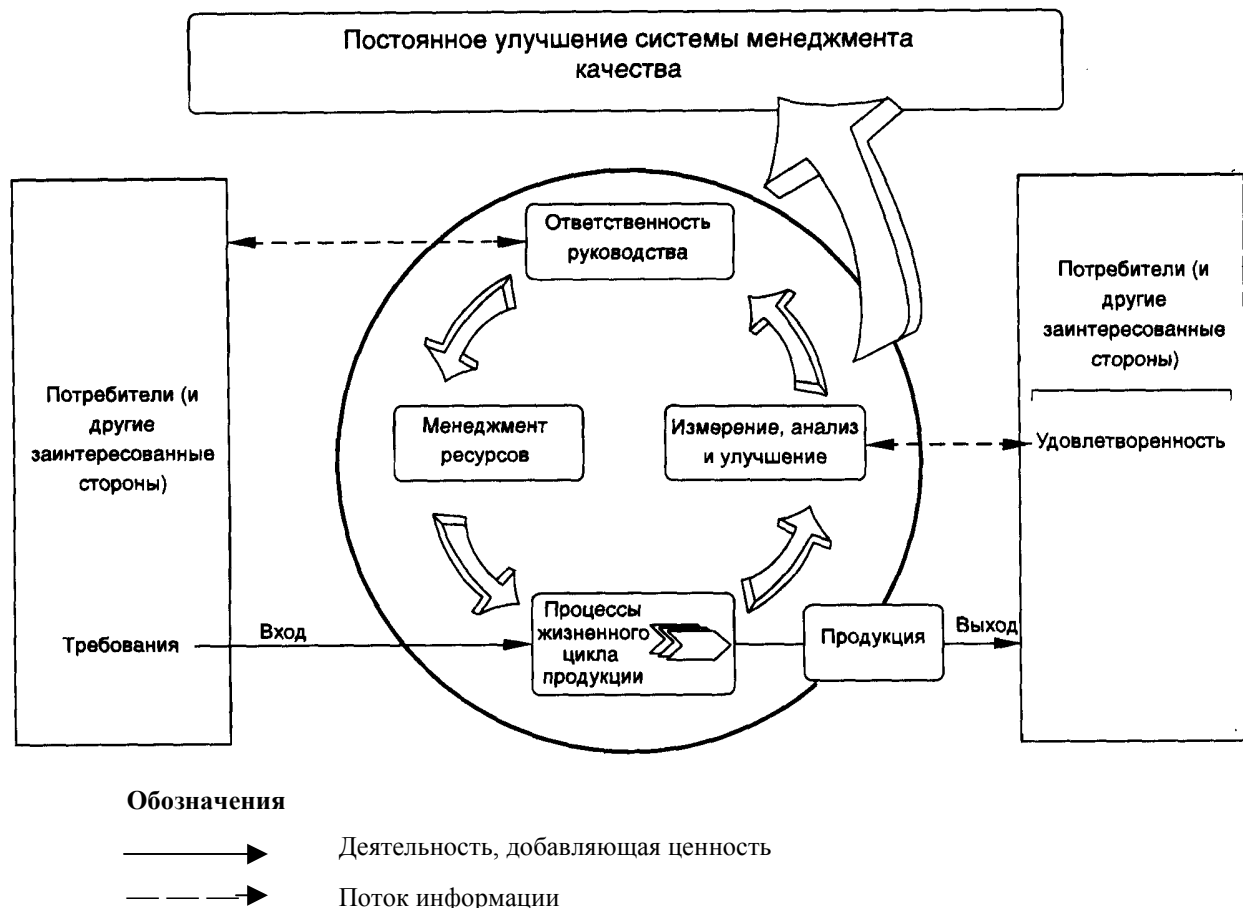 Постоянное улучшение системы менеджмента
качества
Ответственность
руководства
Потребители (и
другие
заинтересованные
стороны)
Менеджмент
ресурсов
Измерение, анализ
и улучшение
Потребители (и
другие
заинтересованные
стороны)
Удовлетворенность
Требования
Вход
Процессы
жизненного
цикла
продукции
Продукция
Выход
Обозначения
Деятельность, добавляющая ценность
Поток информации